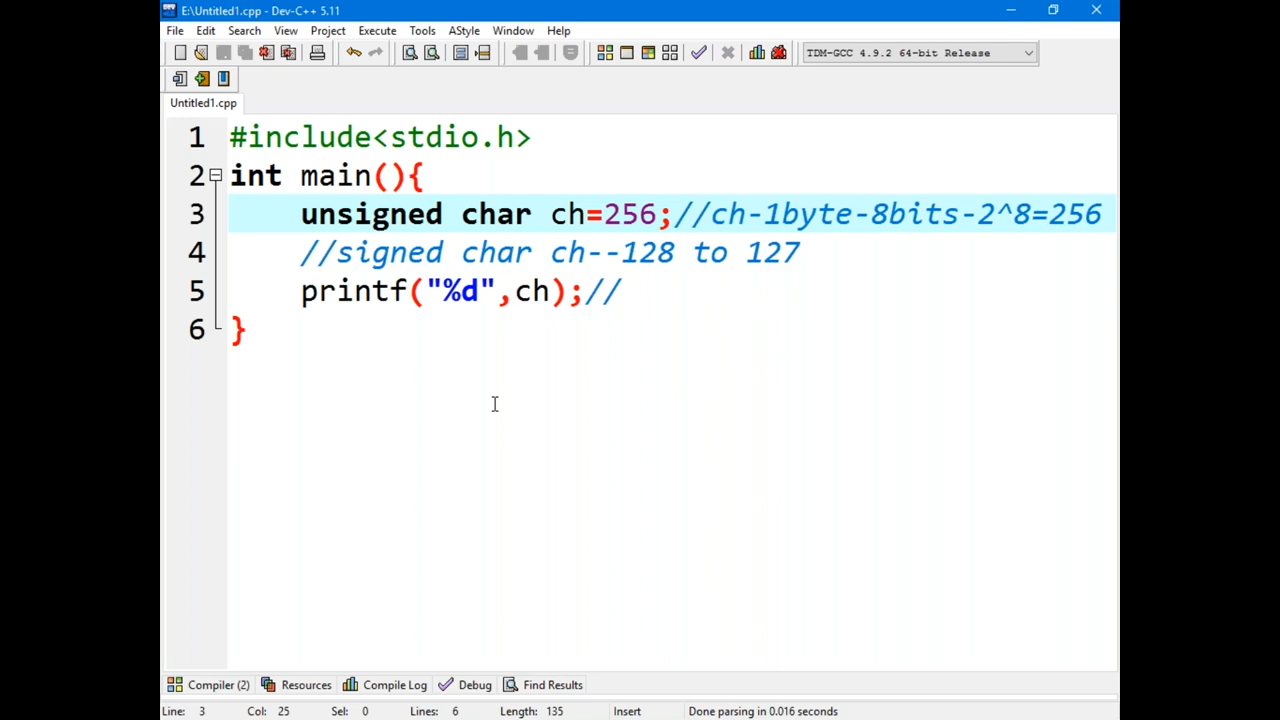 E:\Untitled1.cpp - Dev-C++ 5.11
File Edit Search View Project Execute Tools AStyle Window Help
TDM-GCC 4.9.2 64-bit Release
Untitled1.cpp
1 #include<stdio.h>
2 int main(){
3 unsigned char ch=256;//ch-1byte-8bits-2^8=256
4 //signed char ch--128 to 127
5 printf("%d",ch);//
6 }
Compiler (2) Resources Compile Log Debug Find Results
Line: 3 Col: 25 Sel: 0 Lines: 6 Length: 135 Insert Done parsing in 0.016 seconds